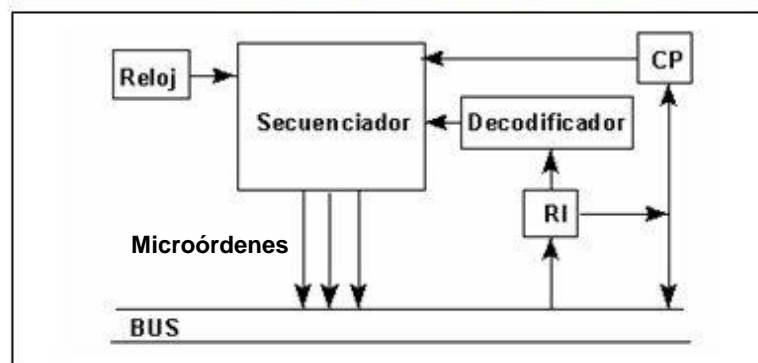 Reloj
Secuenciador
CP
Decodificador
RI
Microórdenes
BUS